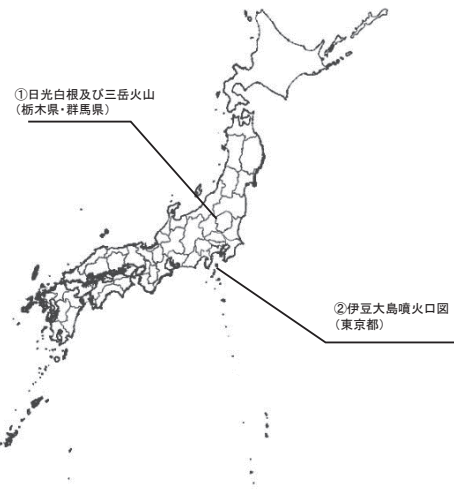 ①日光白根及び三岳火山
(栃木県・群馬県)
②伊豆大島噴火口図
(東京都)